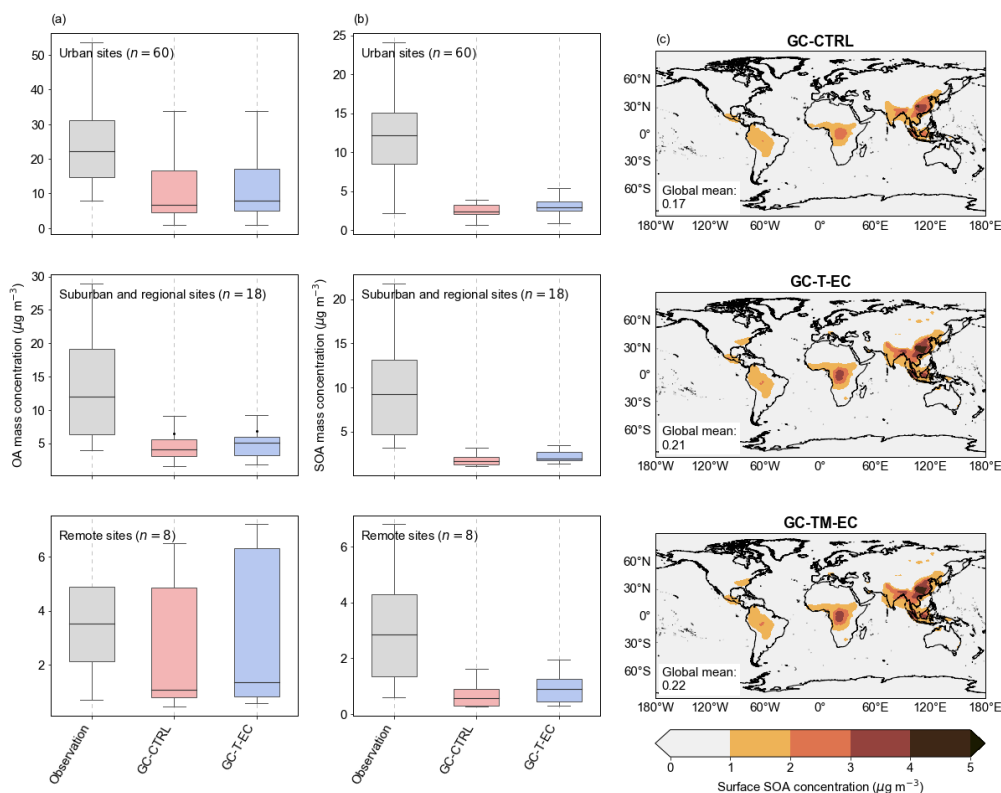 (a)
OA mass concentration (μg m⁻³)
Urban sites (n = 60)
50
40
30
20
10
0
Suburban and regional sites (n = 18)
30
25
20
15
10
5
Remote sites (n = 8)
6
4
2
Observation
GC-CTRL
GC-T-EC
(b)
SOA mass concentration (μg m⁻³)
Urban sites (n = 60)
25
20
15
10
5
0
Suburban and regional sites (n = 18)
20
15
10
5
Remote sites (n = 8)
6
4
2
0
Observation
GC-CTRL
GC-T-EC
(c)
GC-CTRL
60°N
30°N
0°
30°S
60°S
Global mean:
0.17
180°W 120°W 60°W 0° 60°E 120°E 180°E
GC-T-EC
60°N
30°N
0°
30°S
60°S
Global mean:
0.21
180°W 120°W 60°W 0° 60°E 120°E 180°E
GC-TM-EC
60°N
30°N
0°
30°S
60°S
Global mean:
0.22
180°W 120°W 60°W 0° 60°E 120°E 180°E
0 1 2 3 4 5
Surface SOA concentration (μg m⁻³)